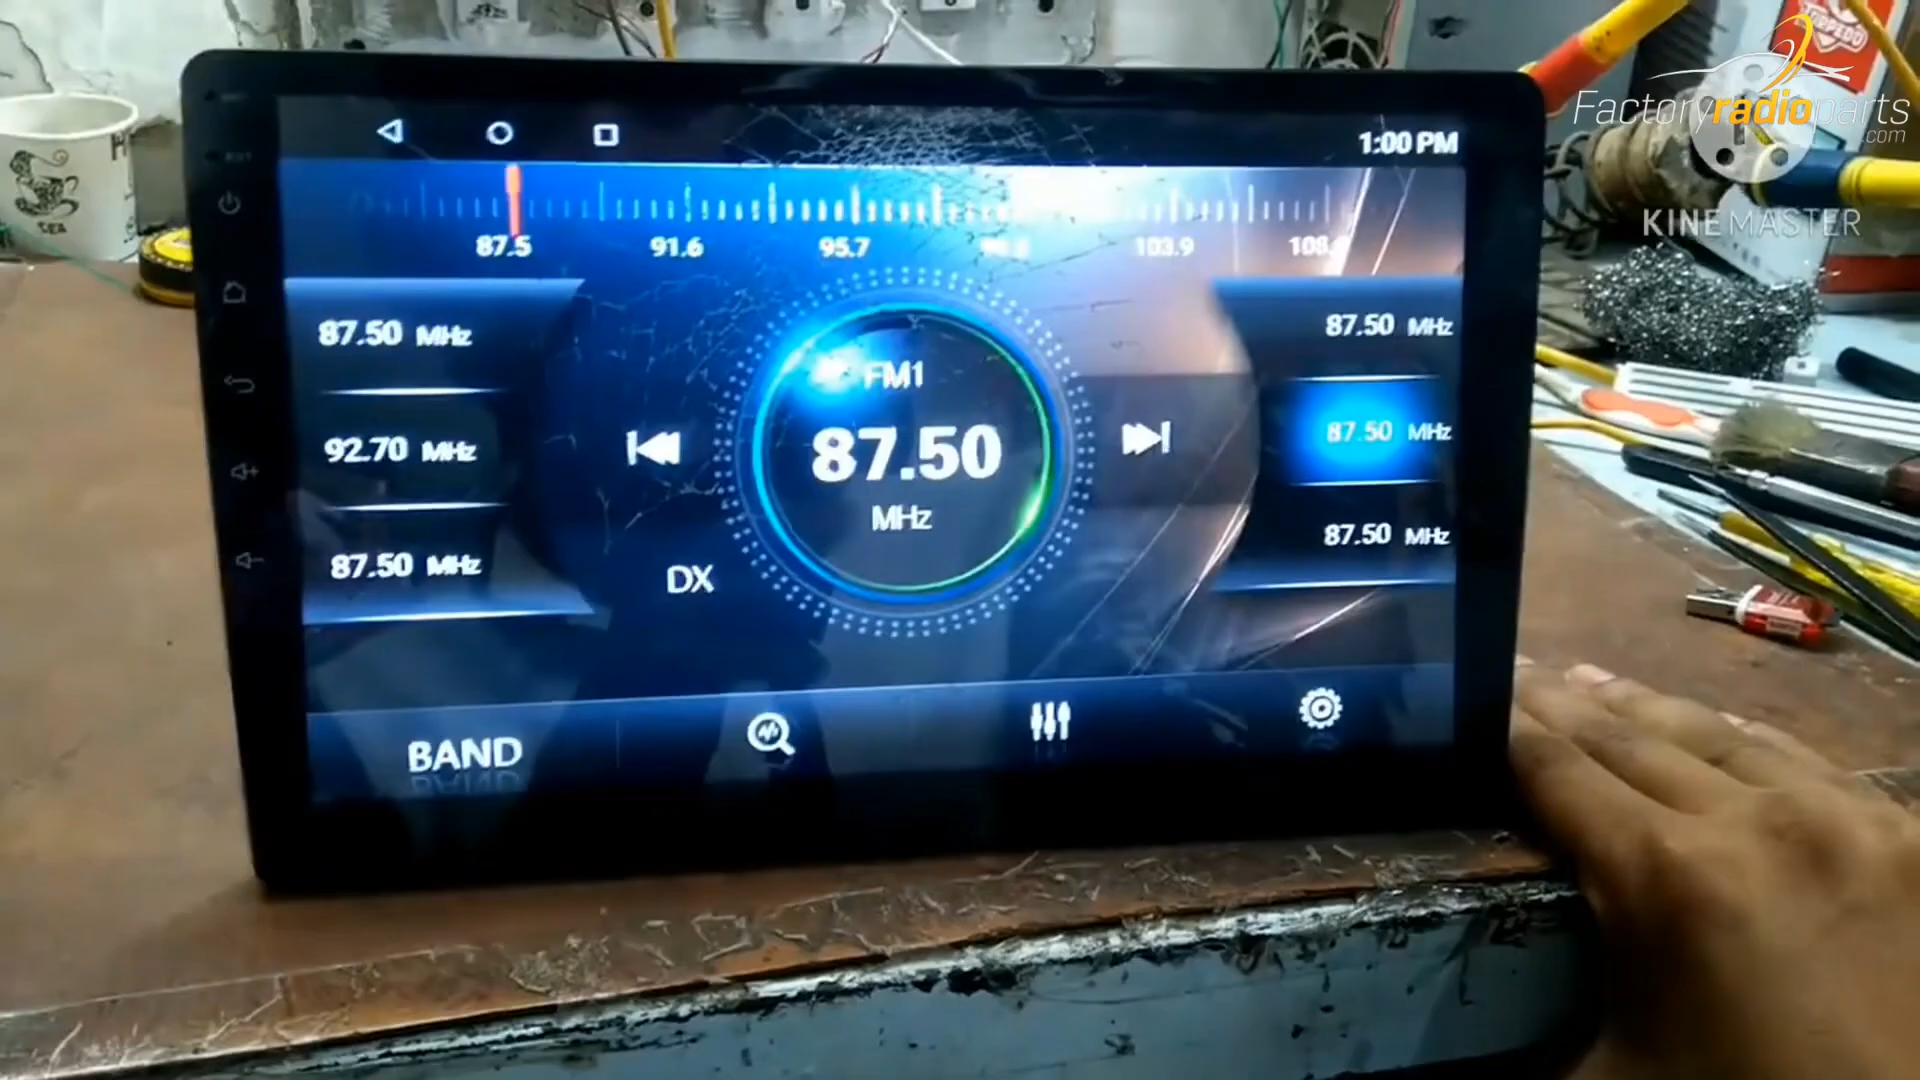 1:00 PM
87.5 91.6 95.7 103.9
87.50 MHz
92.70 MHz
87.50 MHz
FM1
87.50
MHz
DX
87.50 MHz
87.50 MHz
87.50 MHz
BAND
Factoryradioparts
.com
KINEMASTER
TORPEDO
TEA